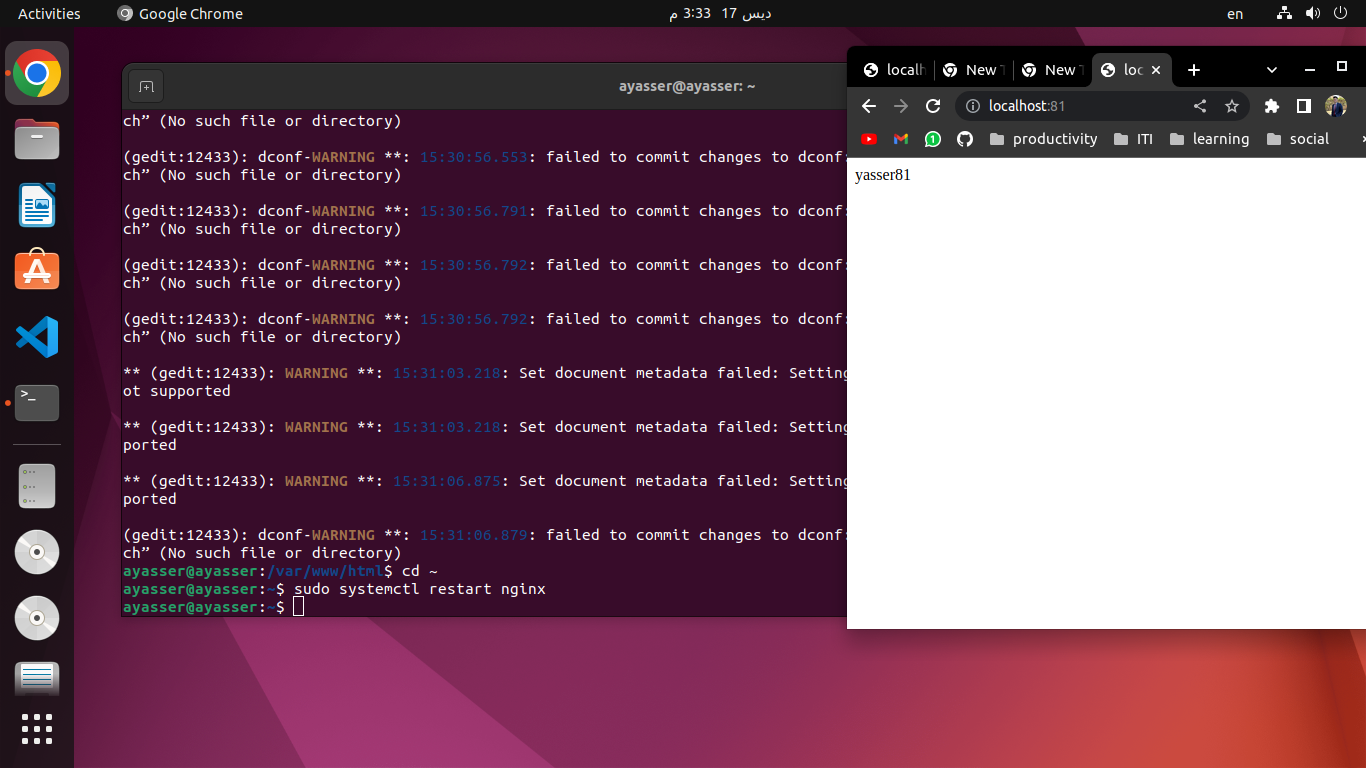 Activities
Google Chrome
ديس 17 3:33 م
en
ayasser@ayasser: ~
ch” (No such file or directory)
(gedit:12433): dconf-WARNING **: 15:30:56.553: failed to commit changes to dconf:
ch” (No such file or directory)
(gedit:12433): dconf-WARNING **: 15:30:56.791: failed to commit changes to dconf:
ch” (No such file or directory)
(gedit:12433): dconf-WARNING **: 15:30:56.792: failed to commit changes to dconf:
ch” (No such file or directory)
(gedit:12433): dconf-WARNING **: 15:30:56.792: failed to commit changes to dconf:
ch” (No such file or directory)
** (gedit:12433): WARNING **: 15:31:03.218: Set document metadata failed: Setting
ot supported
** (gedit:12433): WARNING **: 15:31:03.218: Set document metadata failed: Setting
ported
** (gedit:12433): WARNING **: 15:31:06.875: Set document metadata failed: Setting
ported
(gedit:12433): dconf-WARNING **: 15:31:06.879: failed to commit changes to dconf:
ch” (No such file or directory)
ayasser@ayasser:/var/www/html$ cd ~
ayasser@ayasser:~$ sudo systemctl restart nginx
ayasser@ayasser:~$
localh New T New T loc
localhost:81
productivity ITI learning social
yasser81